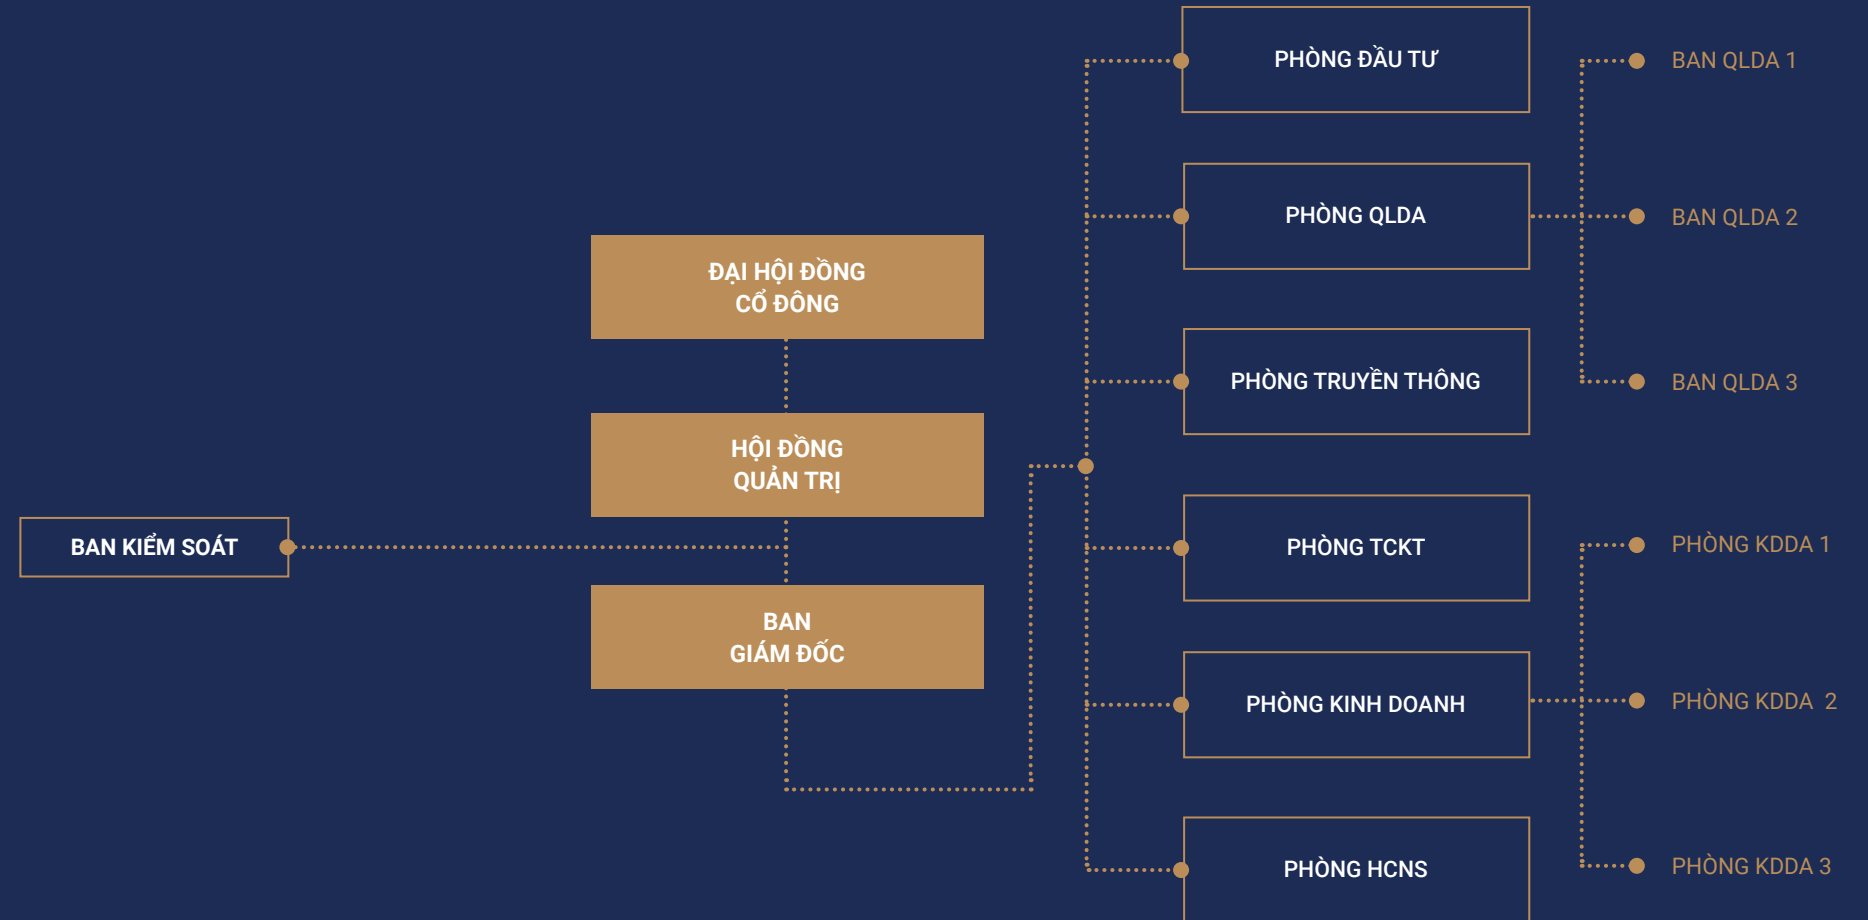 PHÒNG ĐẦU TƯ
BAN QLDA 1
PHÒNG QLDA
BAN QLDA 2
ĐẠI HỘI ĐỒNG
CỔ ĐÔNG
PHÒNG TRUYỀN THÔNG
BAN QLDA 3
HỘI ĐỒNG
QUẢN TRỊ
BAN KIỂM SOÁT
PHÒNG TCKT
PHÒNG KDDA 1
BAN
GIÁM ĐỐC
PHÒNG KINH DOANH
PHÒNG KDDA 2
PHÒNG HCNS
PHÒNG KDDA 3